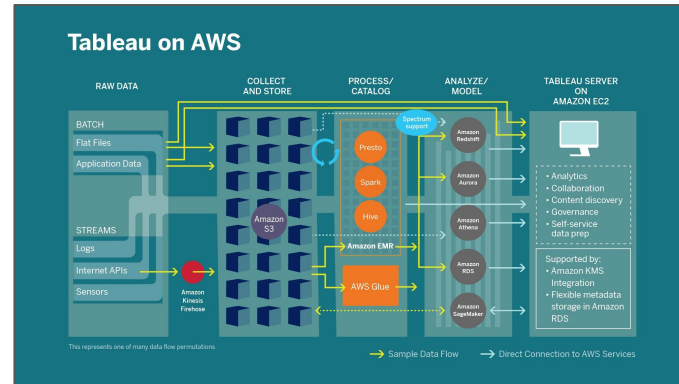 Tableau on AWS
RAW DATA
COLLECT
AND STORE
PROCESS/
CATALOG
ANALYZE/
MODEL
TABLEAU SERVER
ON
AMAZON EC2
BATCH
Flat Files
Application Data
STREAMS
Logs
Internet APIs
Sensors
Amazon
Kinesis
Firehose
Amazon
S3
Presto
Spark
Hive
Amazon EMR
AWS Glue
Spectrum
support
Amazon
Redshift
Amazon
Aurora
Amazon
Athena
Amazon
RDS
Amazon
SageMaker
• Analytics
• Collaboration
• Content discovery
• Governance
• Self-service
data prep
Supported by:
• Amazon KMS
Integration
• Flexible metadata
storage in Amazon
RDS
This represents one of many data flow permutations
Sample Data Flow
Direct Connection to AWS Services